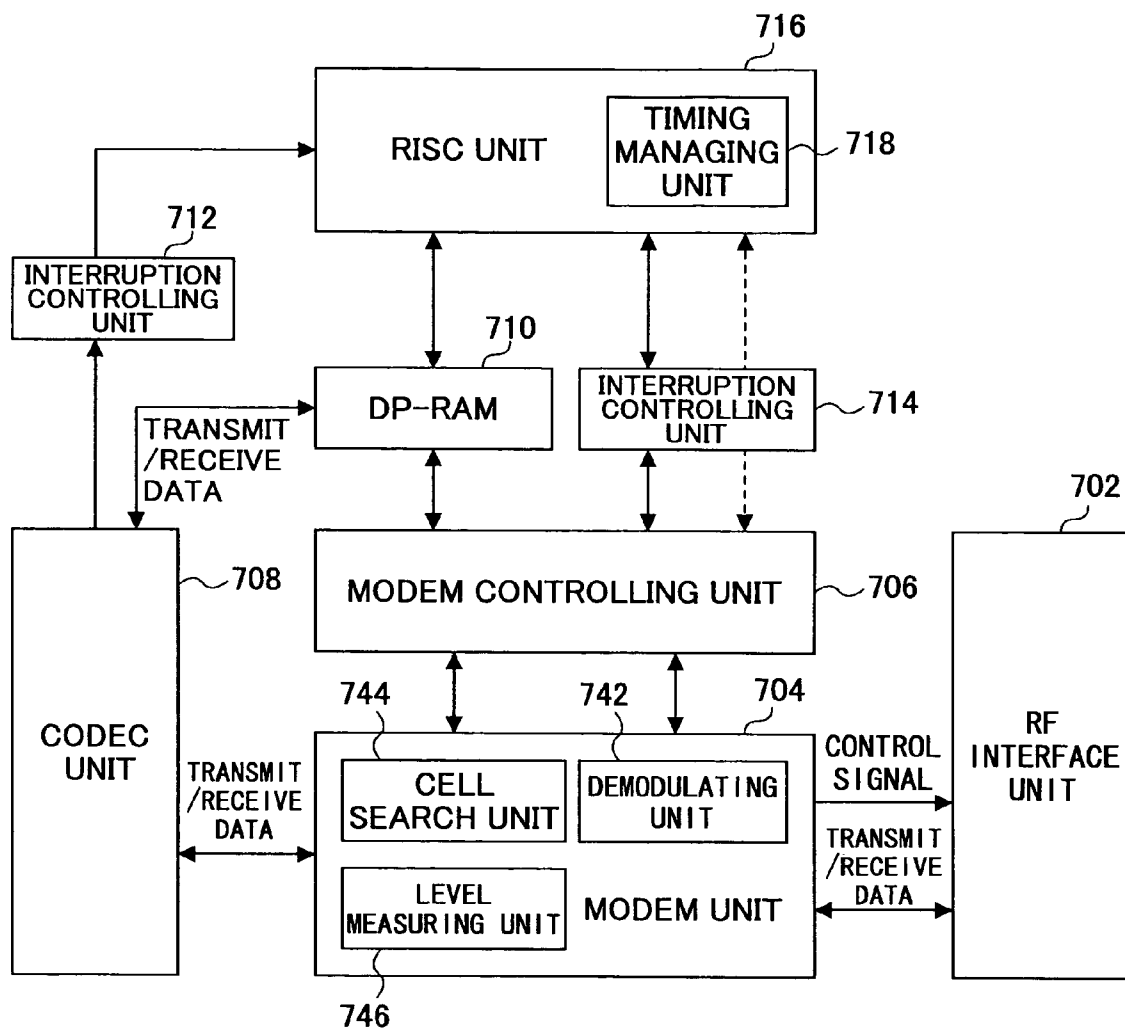 716
RISC UNIT
TIMING
MANAGING
UNIT
718
712
INTERRUPTION
CONTROLLING
UNIT
710
DP-RAM
INTERRUPTION
CONTROLLING
UNIT
714
TRANSMIT
/RECEIVE
DATA
702
708
MODEM CONTROLLING UNIT
706
744
742
704
CODEC
UNIT
TRANSMIT
/RECEIVE
DATA
CELL
SEARCH UNIT
DEMODULATING
UNIT
CONTROL
SIGNAL
RF
INTERFACE
UNIT
TRANSMIT
/RECEIVE
DATA
LEVEL
MEASURING UNIT
MODEM UNIT
746